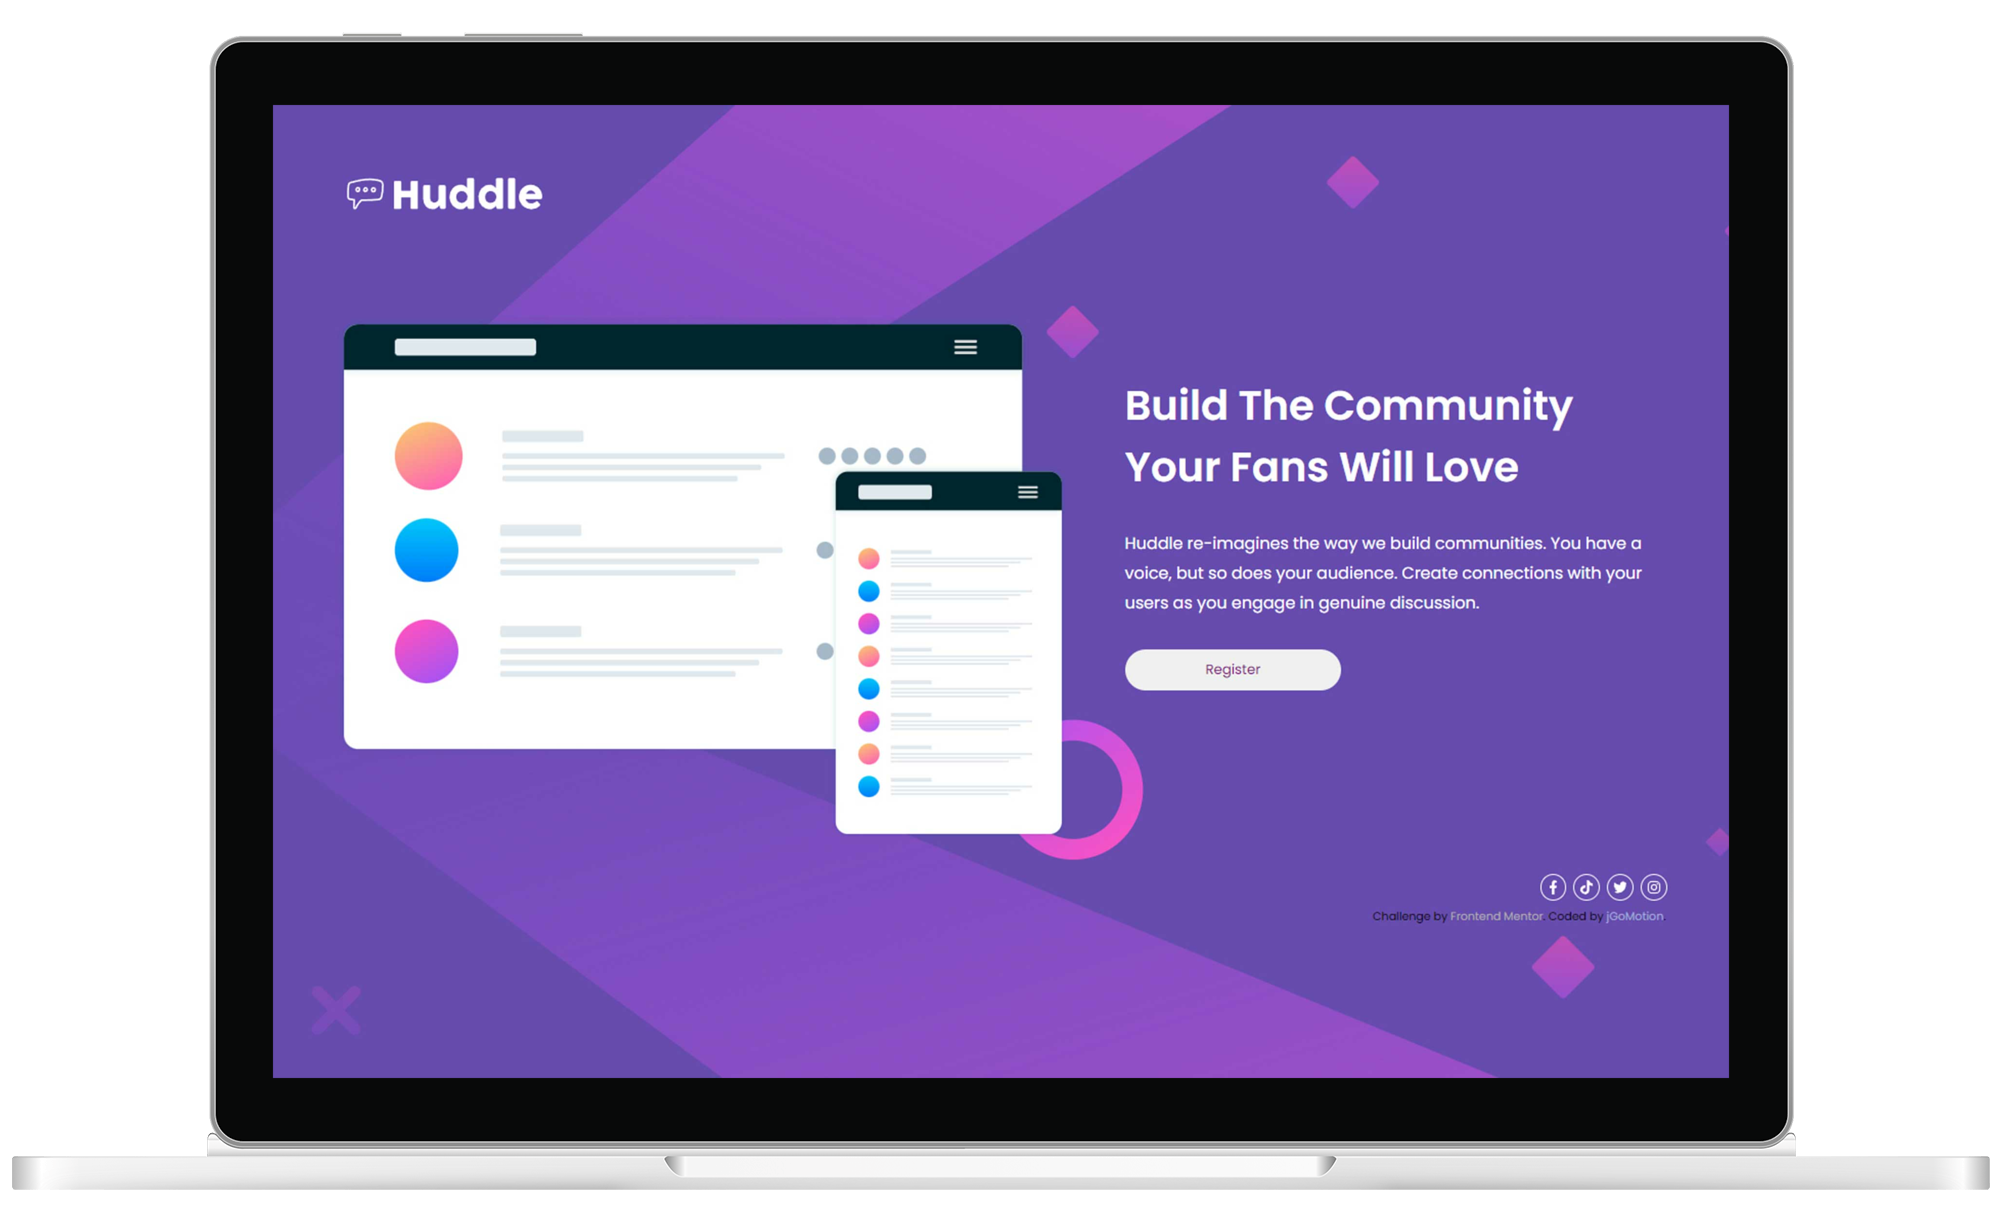 Huddle
Build The Community
Your Fans Will Love
Huddle re-imagines the way we build communities. You have a
voice, but so does your audience. Create connections with your
users as you engage in genuine discussion.
Register
Challenge by Frontend Mentor. Coded by jGoMotion.